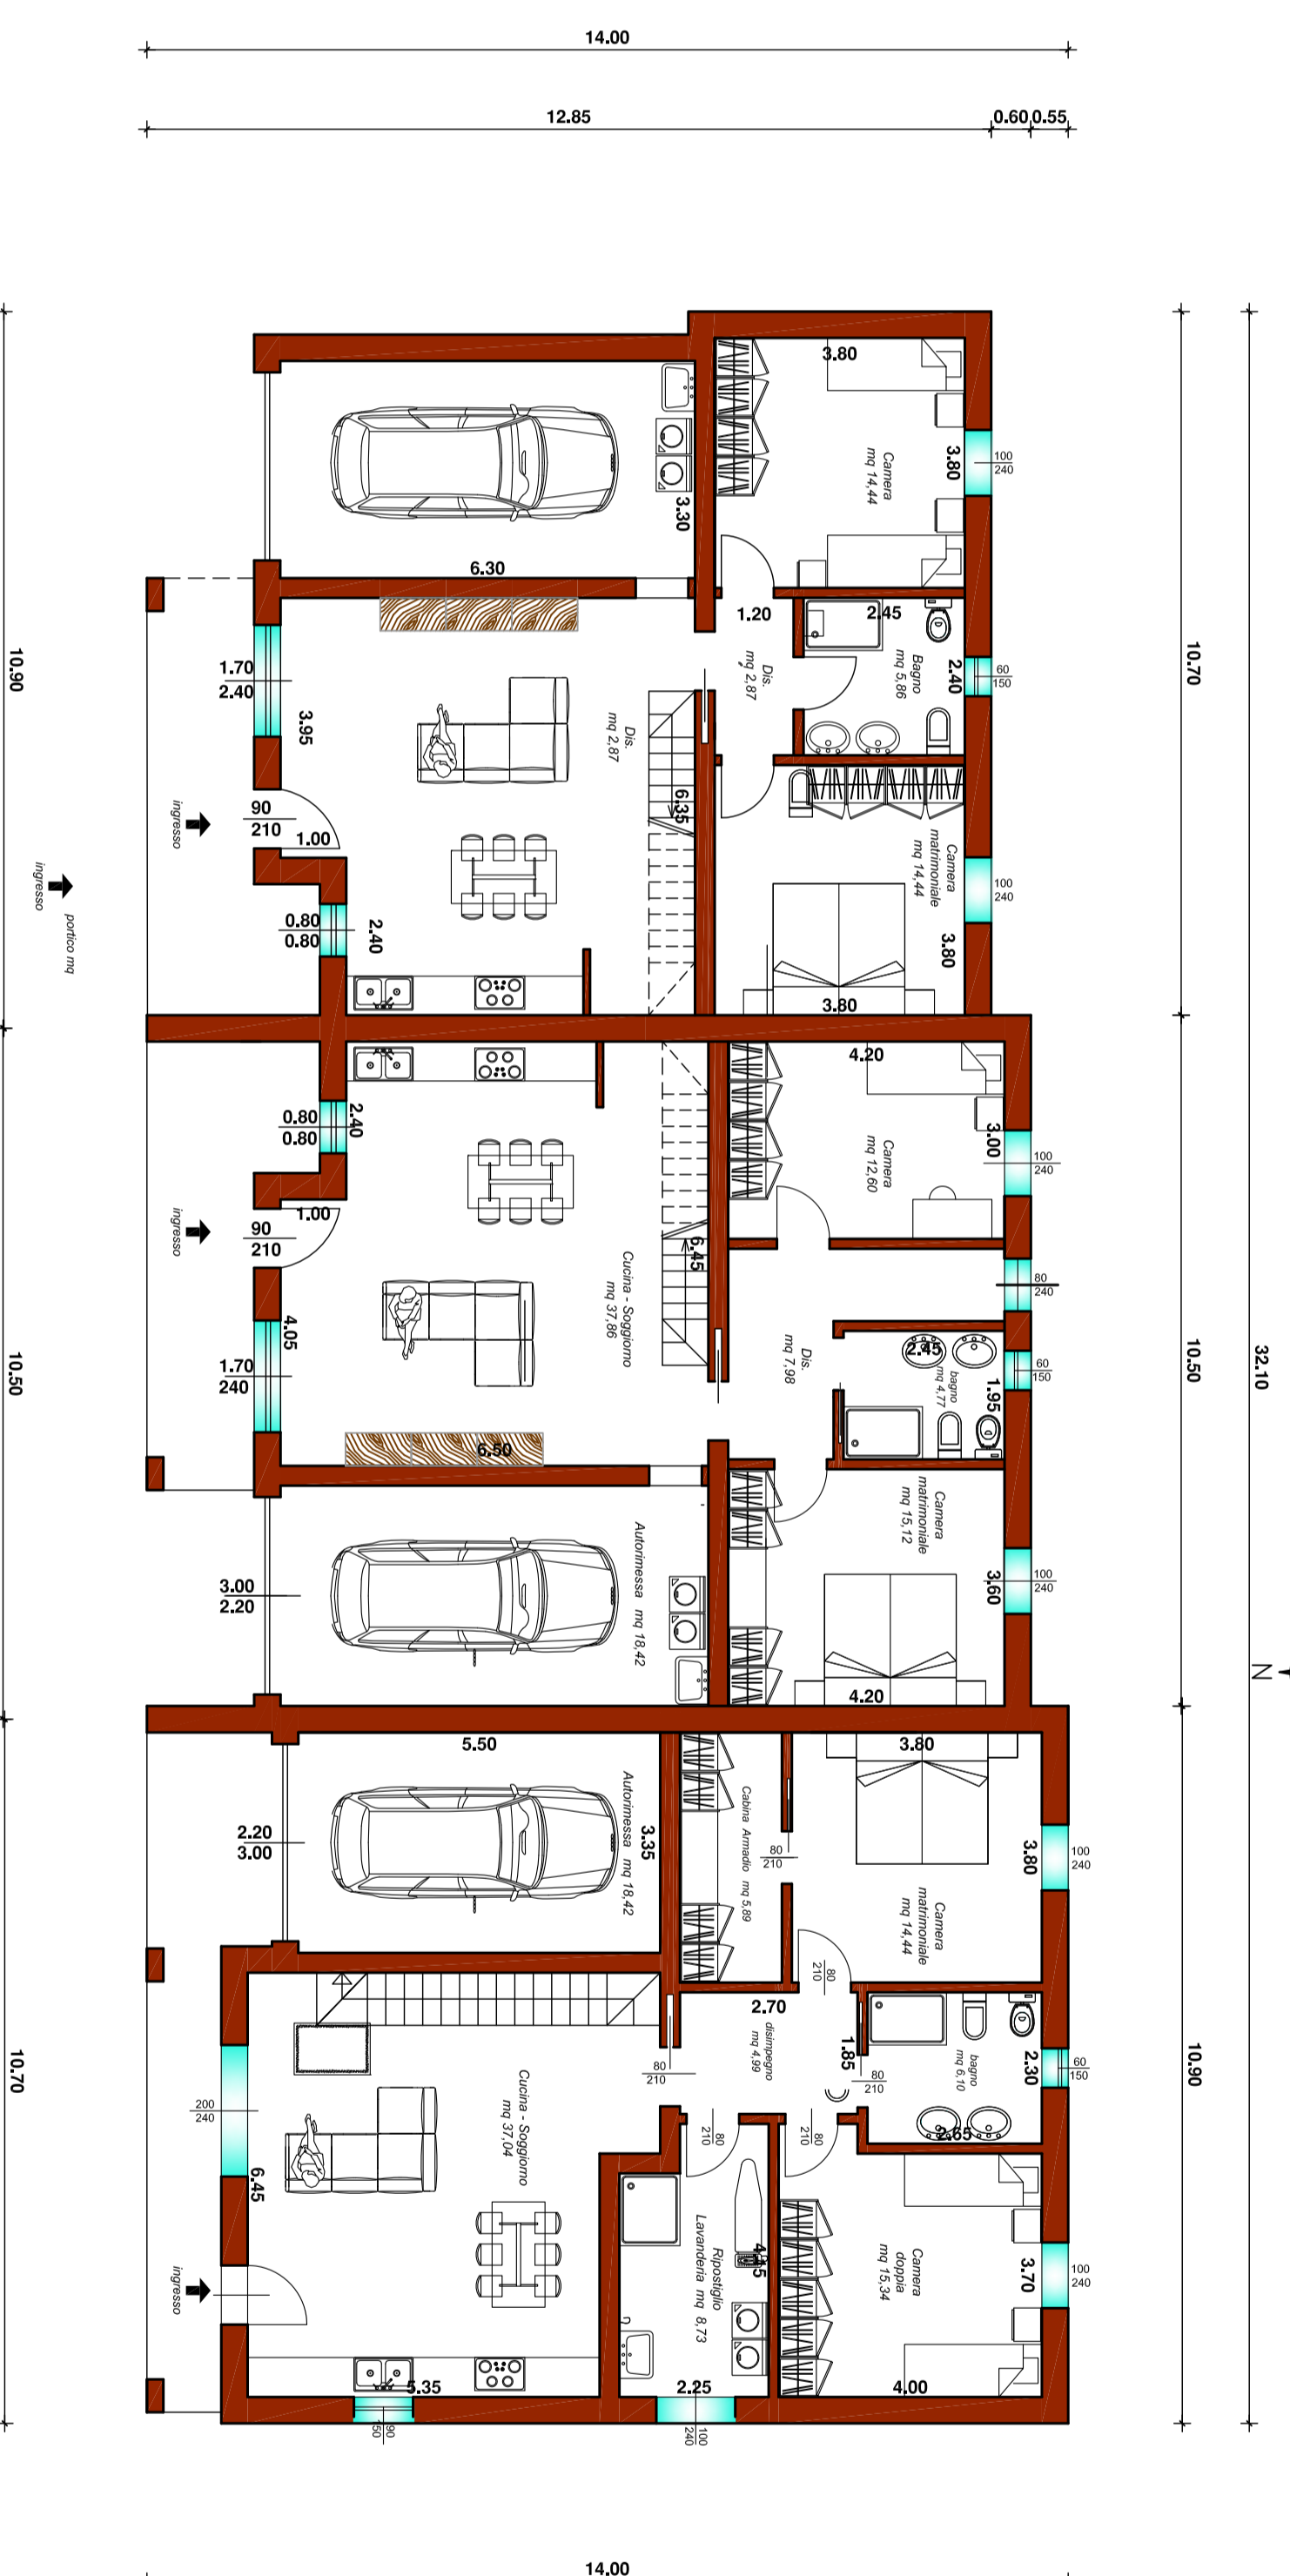 14.00
12.85
0.60
0.55
3.80
Camera
mq 14,44
3.80
100
240
3.30
6.30
1.20
2.45
Bagno
mq 5,86
2.40
60
150
Dis.
mq 2,87
1.70
2.40
3.95
Dis.
mq 2,87
10.90
10.70
6.35
90
210
1.00
ingresso
ingresso
portico mq
Camera
matrimoniale
mq 14,44
100
240
3.80
3.80
0.80
0.80
2.40
4.20
Camera
mq 12,60
3.00
100
240
0.80
0.80
2.40
1.00
90
210
ingresso
6.45
Cucina - Soggiorno
mq 37,86
80
240
4.05
1.70
240
Dis.
mq 7,98
2.45
bagno
mq 4,77
1.95
60
150
10.50
10.50
32.10
6.50
Camera
matrimoniale
mq 15,12
3,60
100
240
Autorimessa mq 18,42
3.00
2.20
N
4.20
5.50
3.80
Autorimessa mq 18,42
3.35
2.20
3.00
Cabina Armadio mq 5,89
80
210
3.80
100
240
Camera
matrimoniale
mq 14,44
80
210
2.70
disimpegno
mq 4,99
1.85
80
210
80
210
bagno
mq 6,10
2.30
60
150
2.65
10.70
10.90
Cucina - Soggiorno
mq 37,04
200
240
6.45
80
210
80
210
Ripostiglio
Lavanderia mq 8,73
Camera
doppia
mq 15,34
3.70
100
240
ingresso
5.35
2.25
4.00
90
100
240
14.00